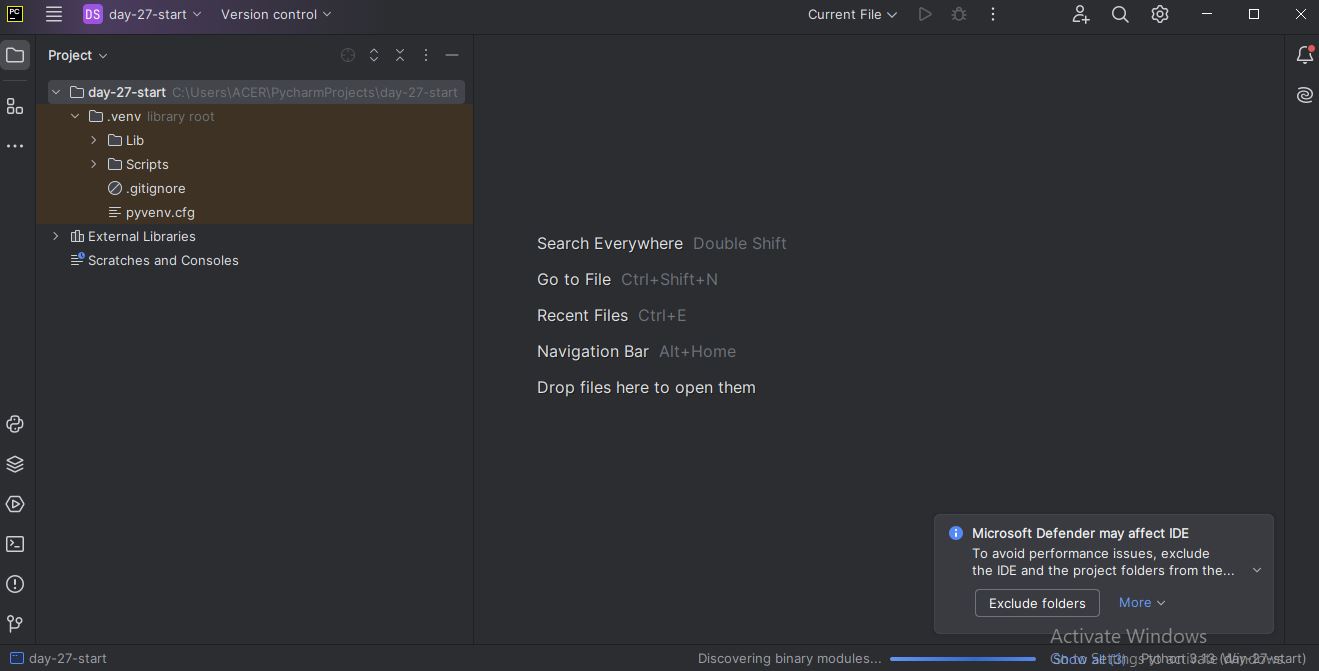 PC
DS day-27-start Version control
Current File
Project
day-27-start C:\Users\ACER\PycharmProjects\day-27-start
.venv library root
Lib
Scripts
.gitignore
pyvenv.cfg
External Libraries
Scratches and Consoles
Search Everywhere Double Shift
Go to File Ctrl+Shift+N
Recent Files Ctrl+E
Navigation Bar Alt+Home
Drop files here to open them
Microsoft Defender may affect IDE
To avoid performance issues, exclude
the IDE and the project folders from the...
Exclude folders More
Activate Windows
Go to Settings to activate Windows.
day-27-start Discovering binary modules... Show all (3) Python 3.13 (day-27-start)